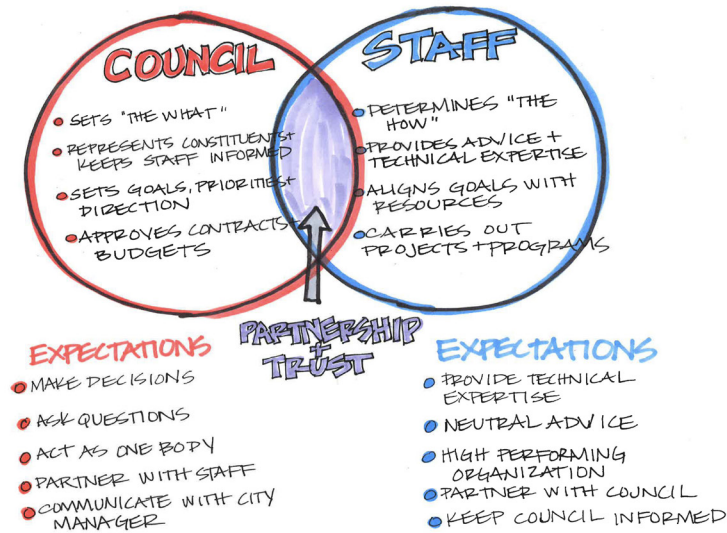 COUNCIL
• SETS "THE WHAT"
• REPRESENTS CONSTITUENTS +
KEEPS STAFF INFORMED
• SETS GOALS, PRIORITIES +
DIRECTION
• APPROVES CONTRACTS +
BUDGETS
STAFF
• DETERMINES "THE
HOW"
• PROVIDES ADVICE +
TECHNICAL EXPERTISE
• ALIGNS GOALS WITH
RESOURCES
• CARRIES OUT
PROJECTS + PROGRAMS
PARTNERSHIP
+
TRUST
EXPECTATIONS
• MAKE DECISIONS
• ASK QUESTIONS
• ACT AS ONE BODY
• PARTNER WITH STAFF
• COMMUNICATE WITH CITY
MANAGER
EXPECTATIONS
• PROVIDE TECHNICAL
EXPERTISE
• NEUTRAL ADVICE
• HIGH PERFORMING
ORGANIZATION
• PARTNER WITH COUNCIL
• KEEP COUNCIL INFORMED